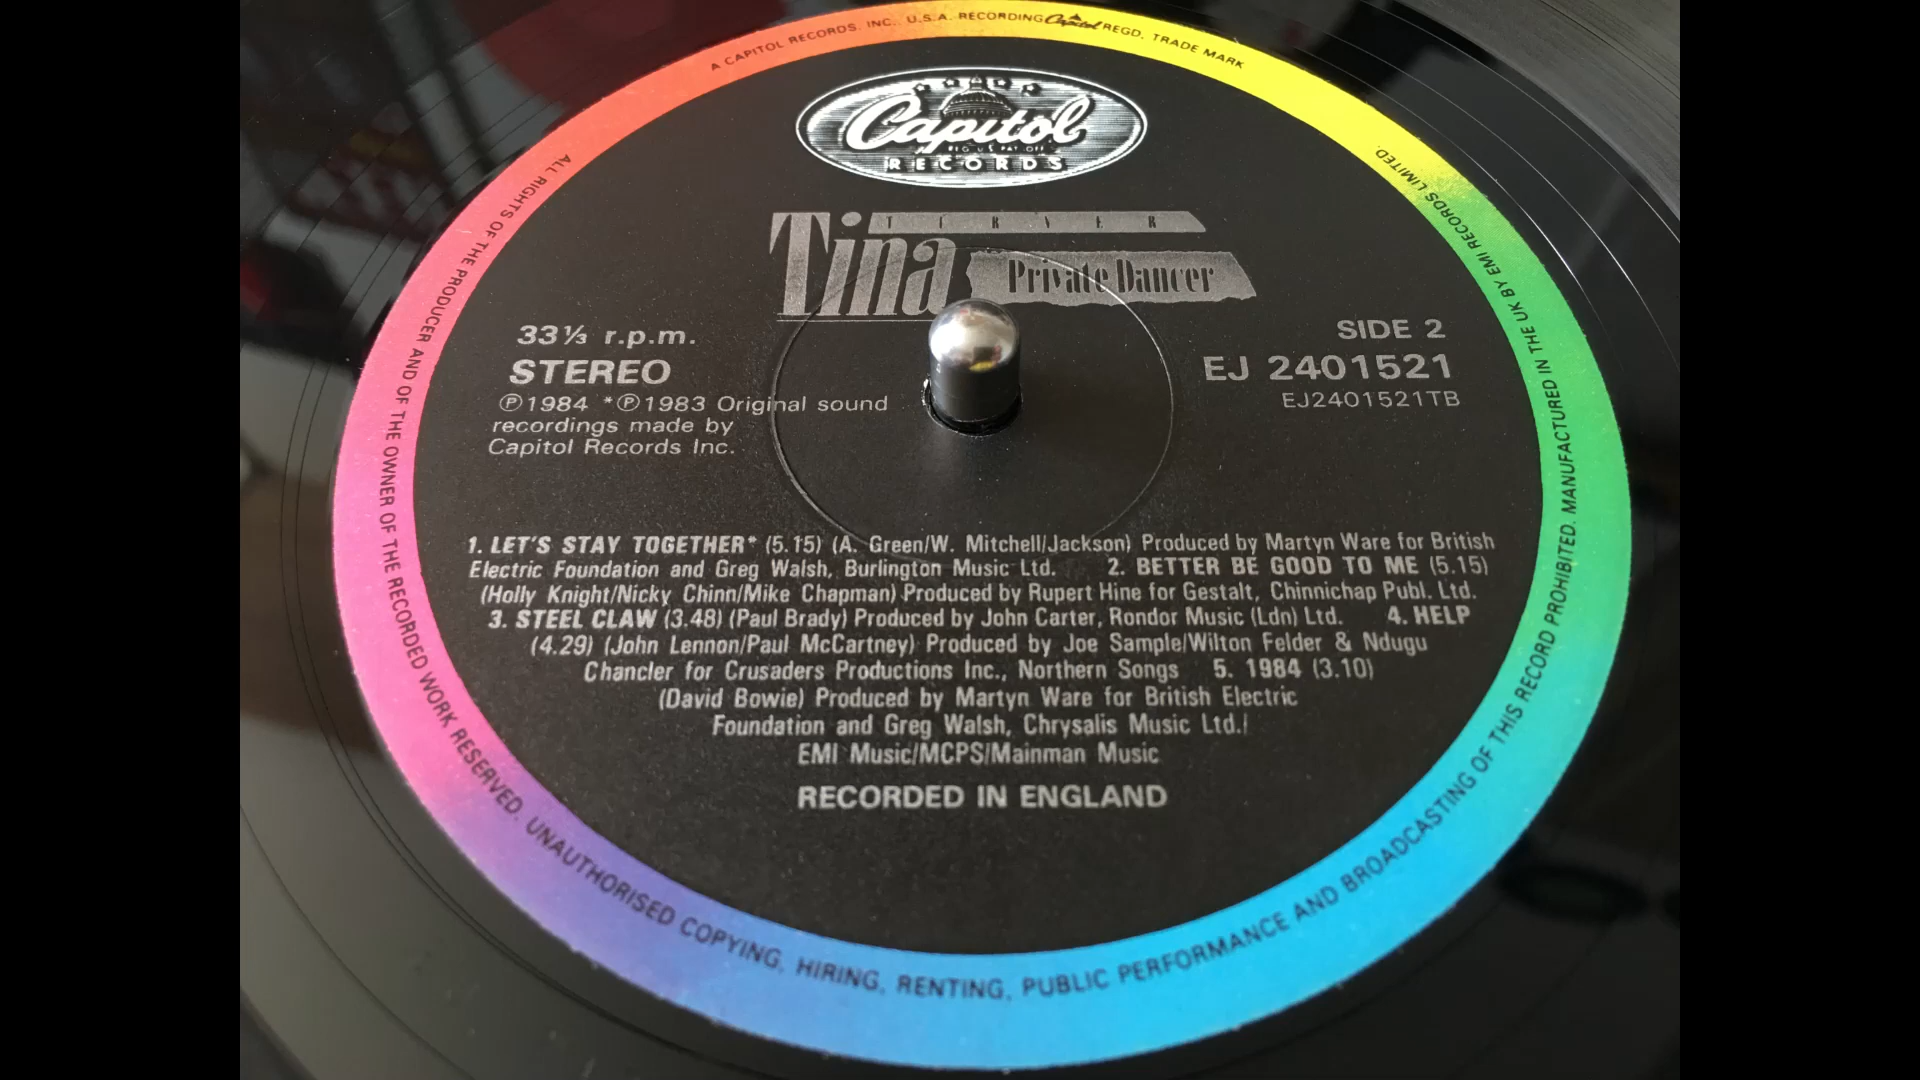 A CAPITOL RECORDS. INC.. U.S.A. RECORDING Capitol REGD. TRADE MARK
Capitol
REG. U.S. PAT. OFF.
RECORDS
TURNER
Tina
Private Dancer
33⅓ r.p.m.
STEREO
℗1984 *℗1983 Original sound
recordings made by
Capitol Records Inc.
SIDE 2
EJ 2401521
EJ2401521TB
1. LET'S STAY TOGETHER* (5.15) (A. Green/W. Mitchell/Jackson) Produced by Martyn Ware for British
Electric Foundation and Greg Walsh, Burlington Music Ltd. 2. BETTER BE GOOD TO ME (5.15)
(Holly Knight/Nicky Chinn/Mike Chapman) Produced by Rupert Hine for Gestalt, Chinnichap Publ. Ltd.
3. STEEL CLAW (3.48) (Paul Brady) Produced by John Carter, Rondor Music (Ldn) Ltd. 4. HELP
(4.29) (John Lennon/Paul McCartney) Produced by Joe Sample/Wilton Felder & Ndugu
Chancler for Crusaders Productions Inc., Northern Songs 5. 1984 (3.10)
(David Bowie) Produced by Martyn Ware for British Electric
Foundation and Greg Walsh, Chrysalis Music Ltd./
EMI Music/MCPS/Mainman Music
RECORDED IN ENGLAND
ALL RIGHTS OF THE PRODUCER AND OF THE OWNER OF THE RECORDED WORK RESERVED. UNAUTHORISED COPYING, HIRING, RENTING, PUBLIC PERFORMANCE AND BROADCASTING OF THIS RECORD PROHIBITED. MANUFACTURED IN THE UK BY EMI RECORDS LIMITED.